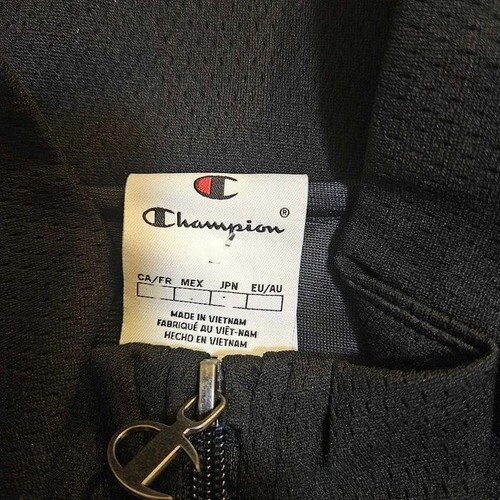 Champion®
CA/FR MEX JPN EU/AU
MADE IN VIETNAM
FABRIQUÉ AU VIÊT-NAM
HECHO EN VIETNAM